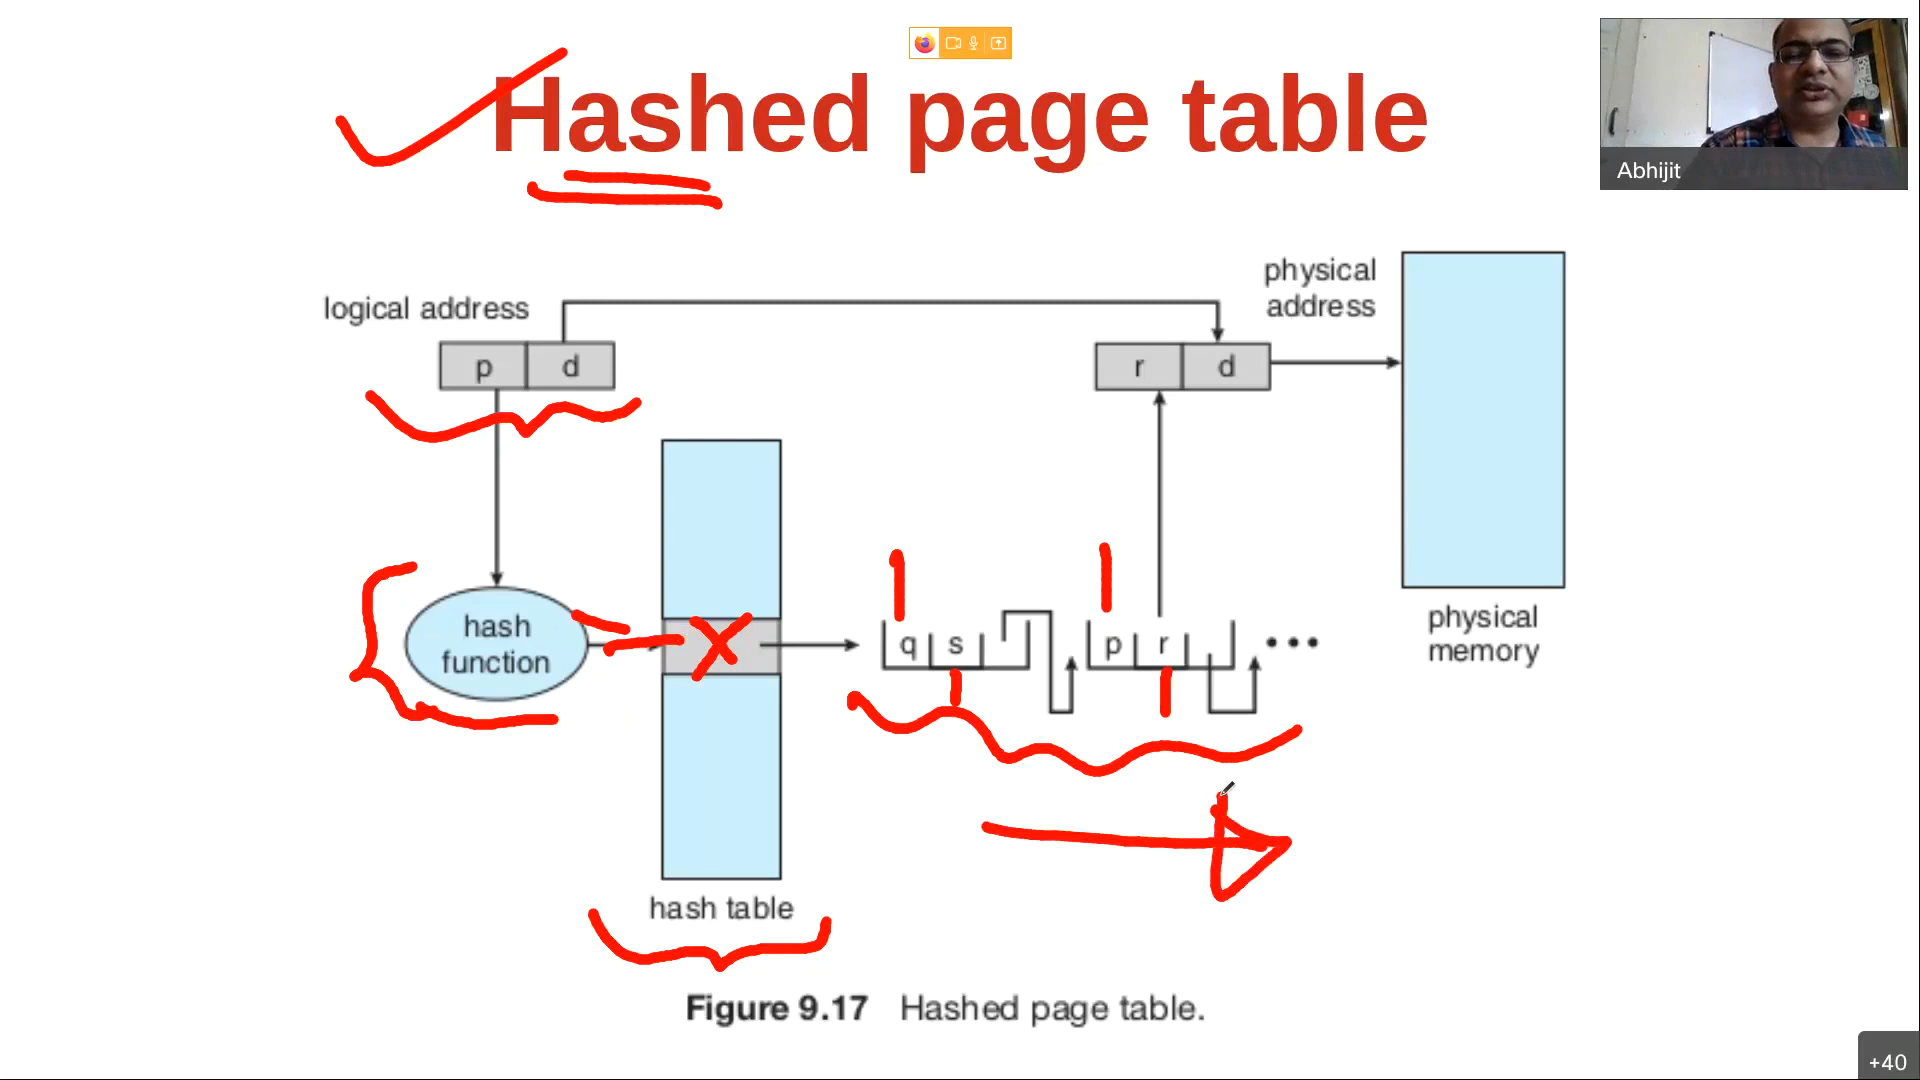 Hashed page table
Abhijit
logical address
physical
address
p d
r d
hash
function
q s
p r
physical
memory
hash table
Figure 9.17 Hashed page table.
+40